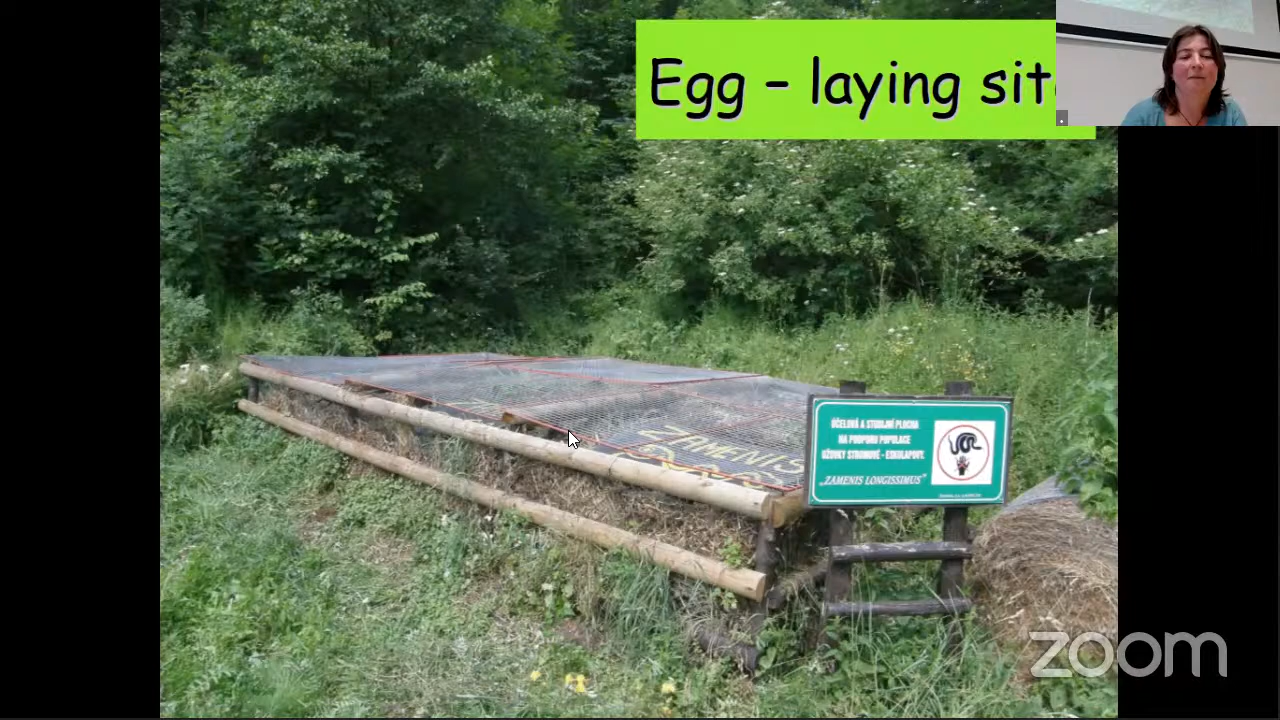 Egg – laying sit
ZAMENIS
ÚČELOVÁ A STUDIJNÍ PLOCHA
NA PODPORU POPULACE
UŽOVKY STROMOVÉ - ESKULAPOVY.
„ZAMENIS LONGISSIMUS"
zoom